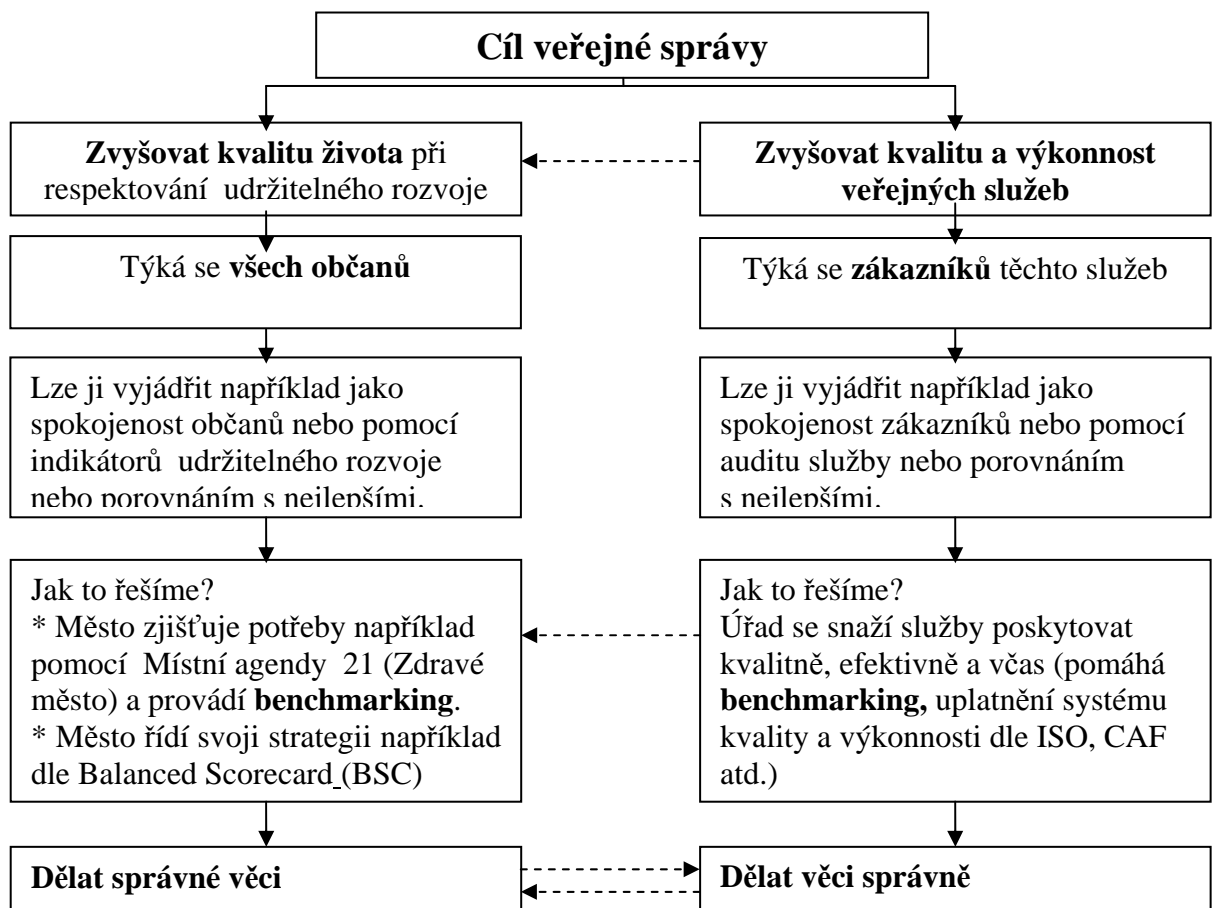 Cíl veřejné správy
Zvyšovat kvalitu života při
respektování udržitelného rozvoje
Týká se všech občanů
Lze ji vyjádřit například jako
spokojenost občanů nebo pomocí
indikátorů udržitelného rozvoje
nebo porovnáním s nejlepšími.
Jak to řešíme?
* Město zjišťuje potřeby například
pomocí Místní agendy 21 (Zdravé
město) a provádí benchmarking.
* Město řídí svoji strategii například
dle Balanced Scorecard (BSC)
Dělat správné věci
Zvyšovat kvalitu a výkonnost
veřejných služeb
Týká se zákazníků těchto služeb
Lze ji vyjádřit například jako
spokojenost zákazníků nebo pomocí
auditu služby nebo porovnáním
s nejlepšími.
Jak to řešíme?
Úřad se snaží služby poskytovat
kvalitně, efektivně a včas (pomáhá
benchmarking, uplatnění systému
kvality a výkonnosti dle ISO, CAF
atd.)
Dělat věci správně